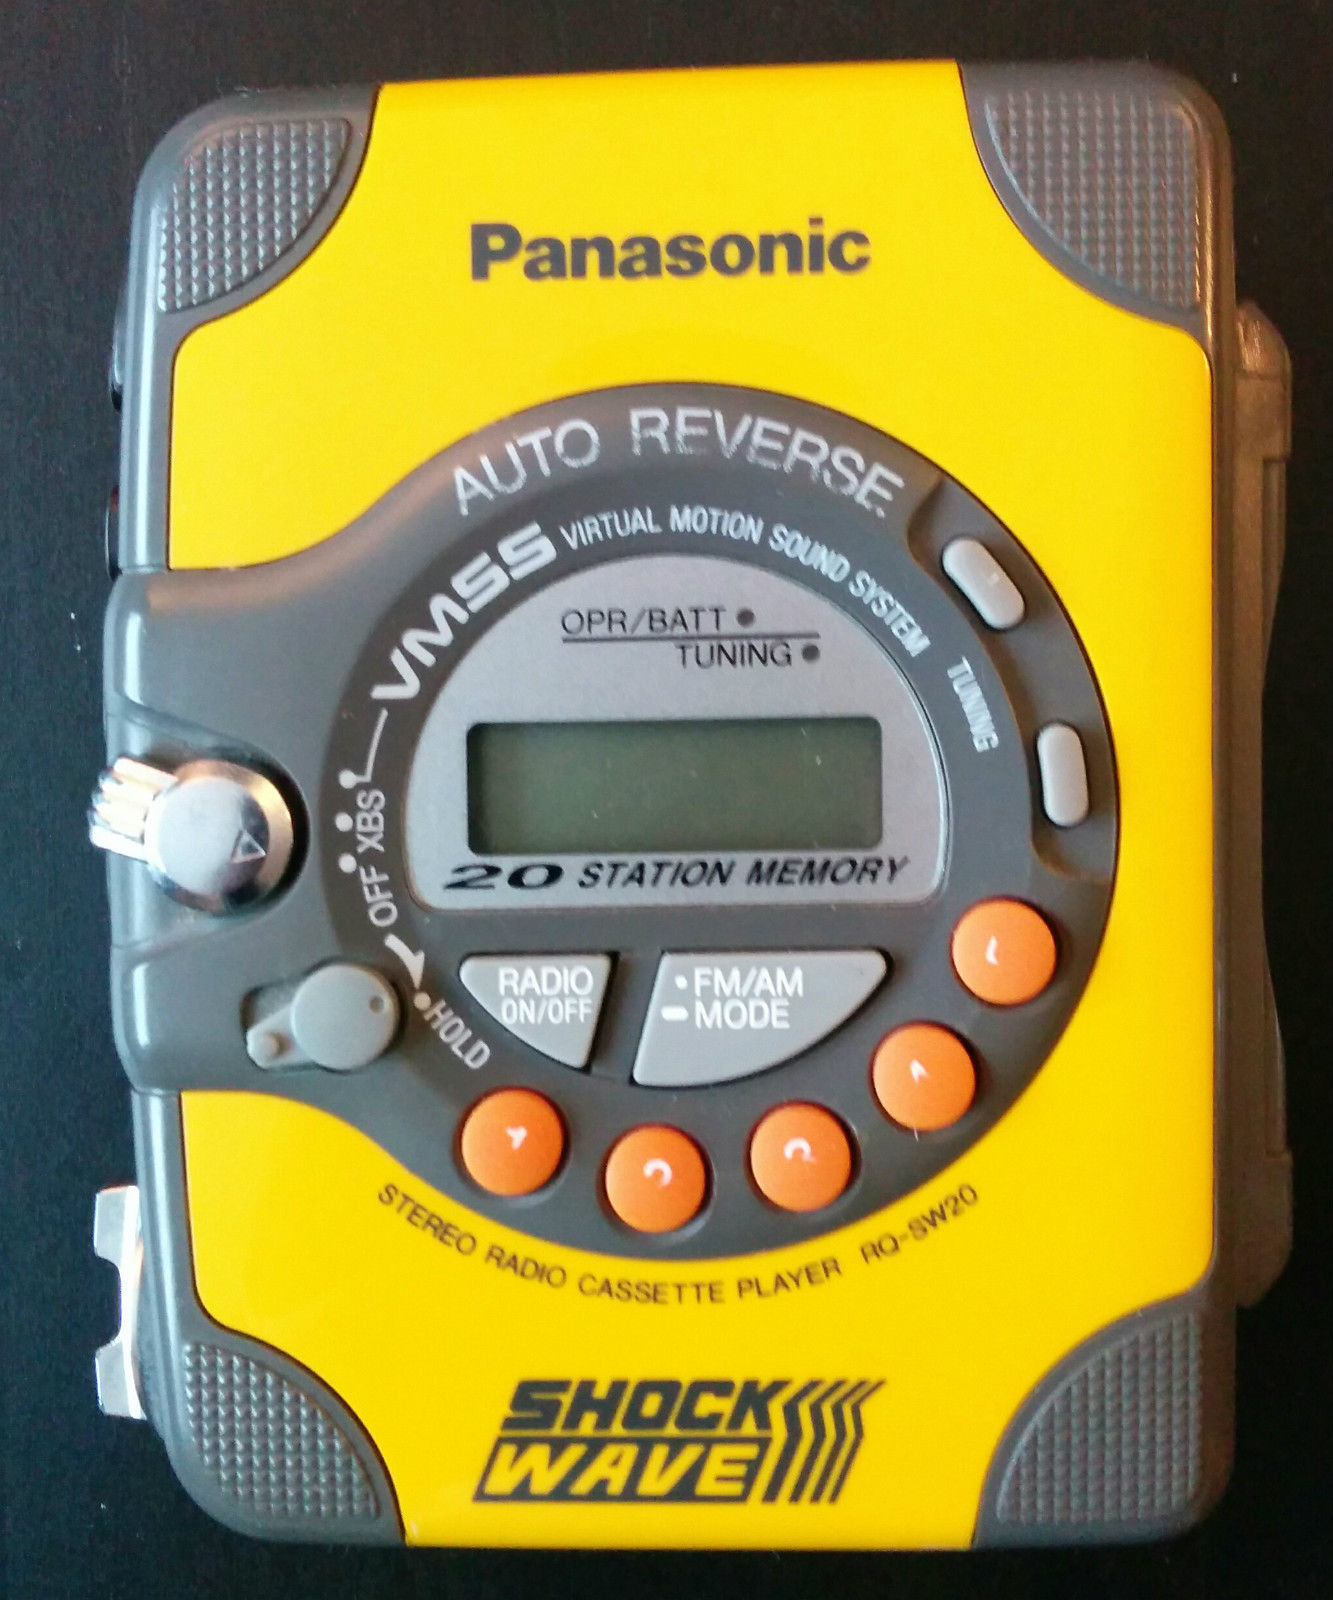 Panasonic
AUTO REVERSE
VMSS VIRTUAL MOTION SOUND SYSTEM
OPR/BATT
TUNING
TUNING
XBS
OFF
HOLD
20 STATION MEMORY
RADIO
ON/OFF
FM/AM
MODE
STEREO RADIO CASSETTE PLAYER RQ-SW20
SHOCK
WAVE